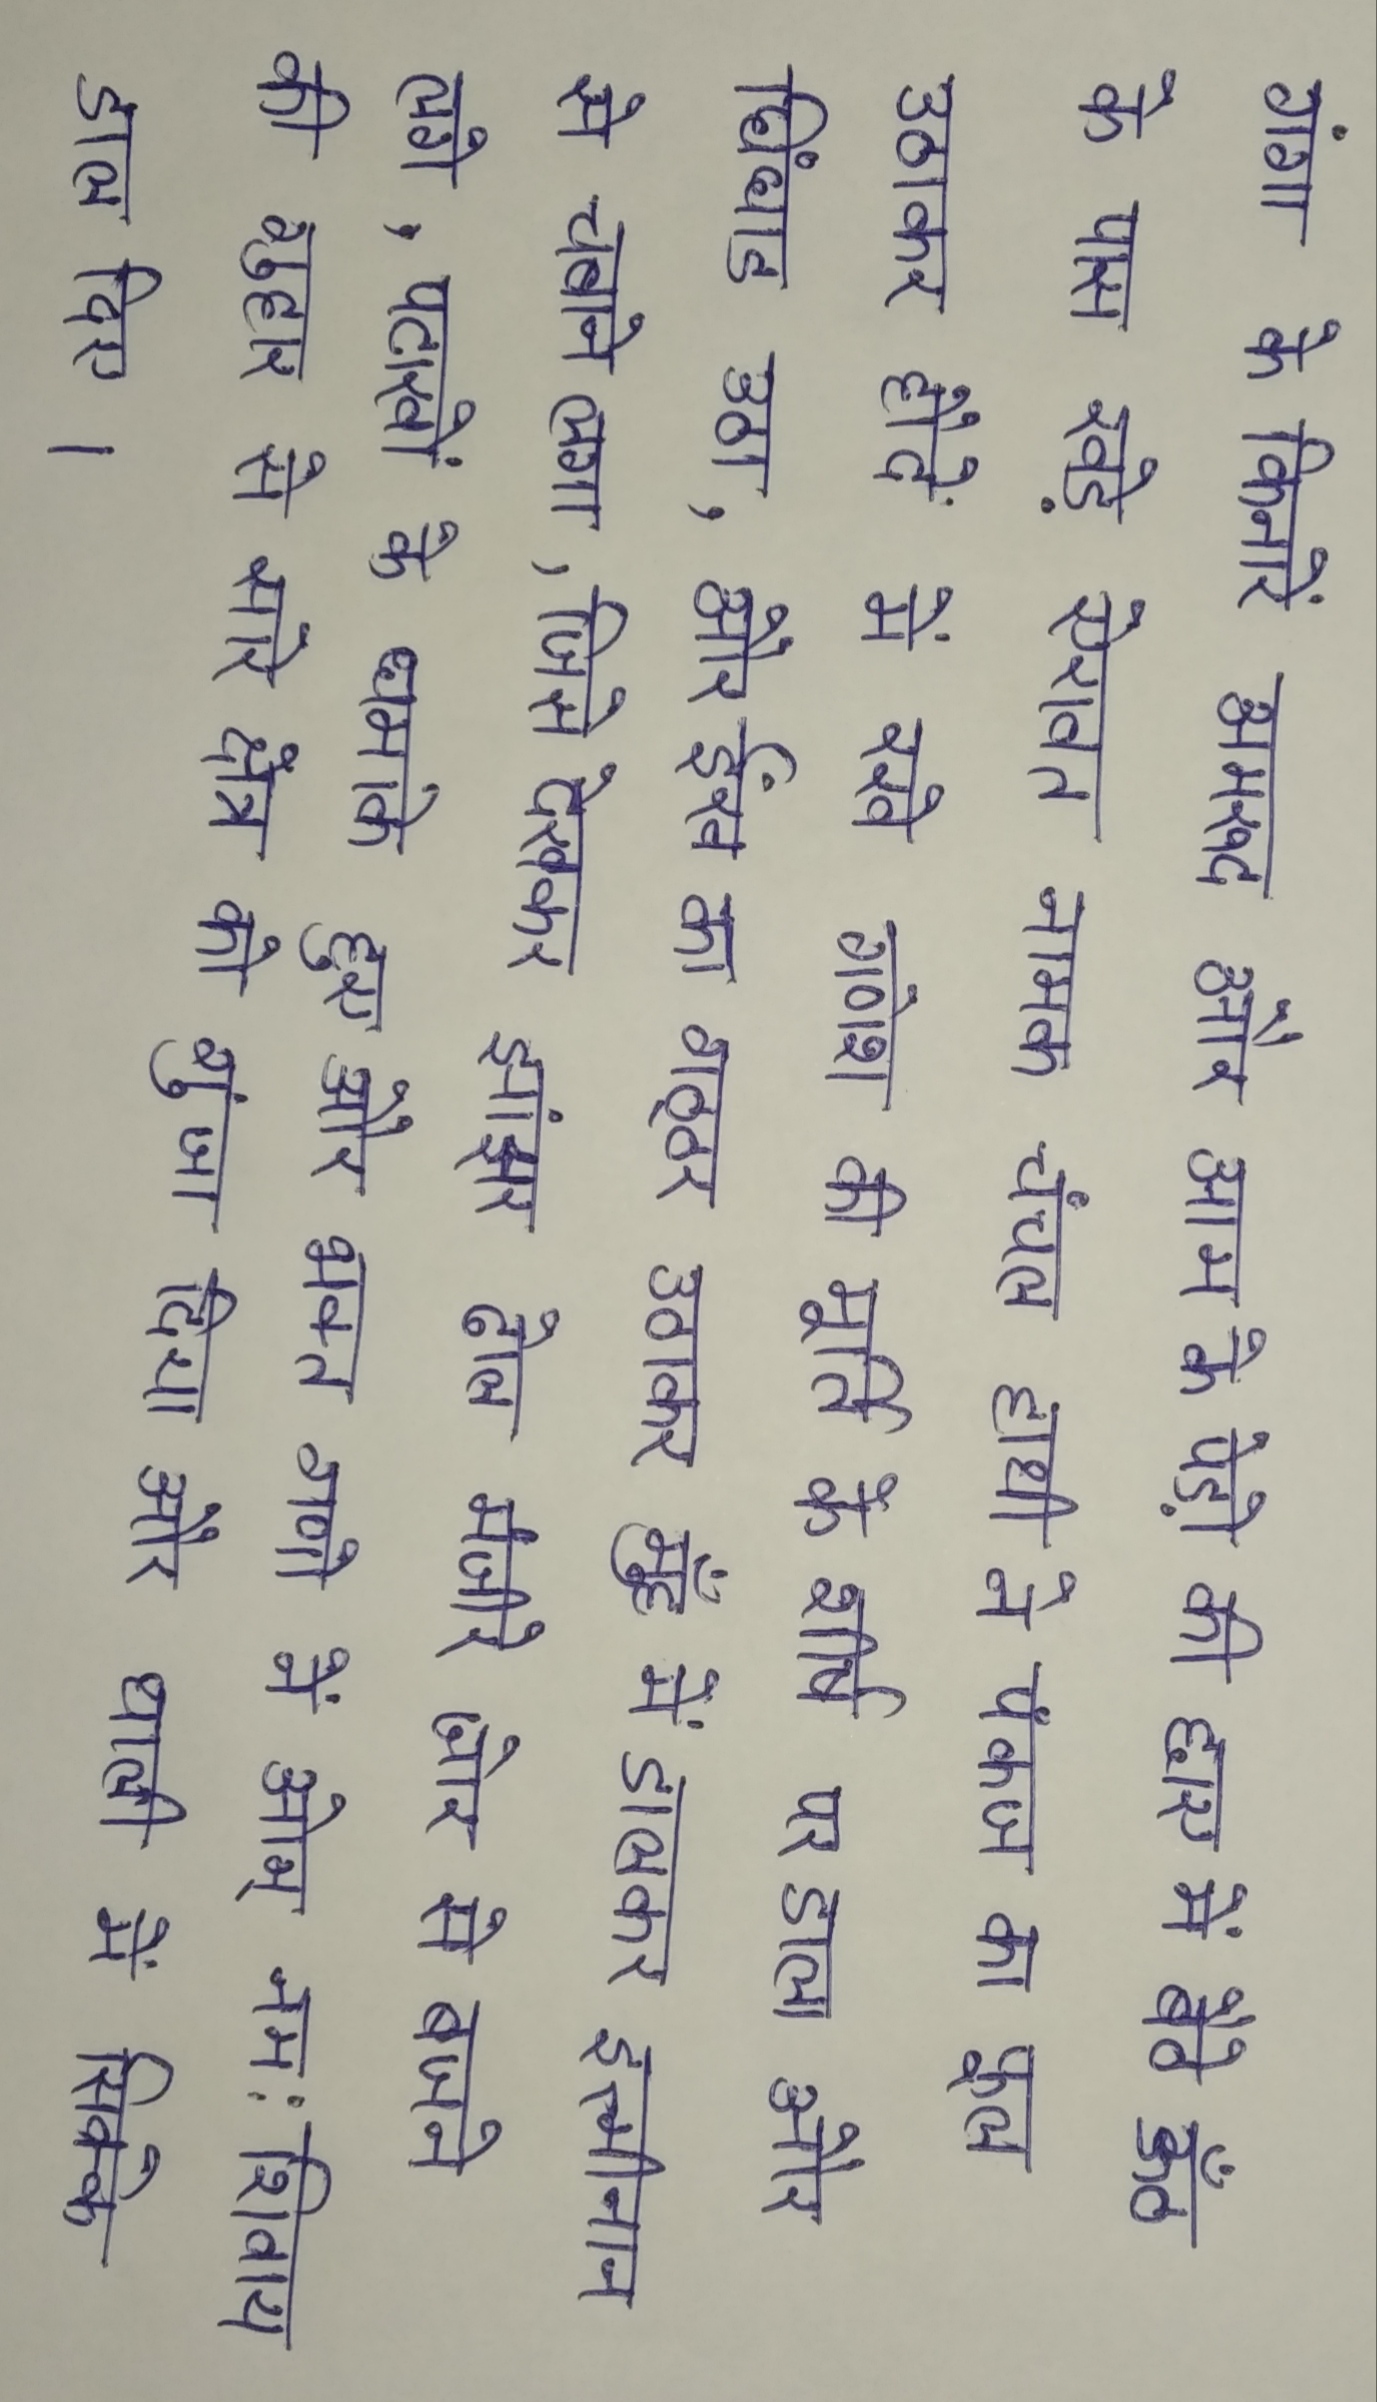 गंगा के किनारें अमरूद और आम के पेड़ो की छाए में बैठे ऊँठ
के पास खड़े ऐरावत नामक चंचल हाथी ने पंकज का फूल
उठाकर हौदें में रखे गणेश की मूर्ति के शीर्ष पर डाला और
घिंघाड उठा, और ईंख का गठ्ठर उठाकर मुँह में डालकर इत्मीनान
से चबाने लगा, जिसे देखकर झांझर ढोल मंजीरे जोर से बजने
लगे, पटाखों के धमाके हुए और भक्त गणो नें ओम् नम: शिवाय
की गुहार से सारे क्षेत्र को गुंजा दिया और थाली में सिक्के
डाल दिए।